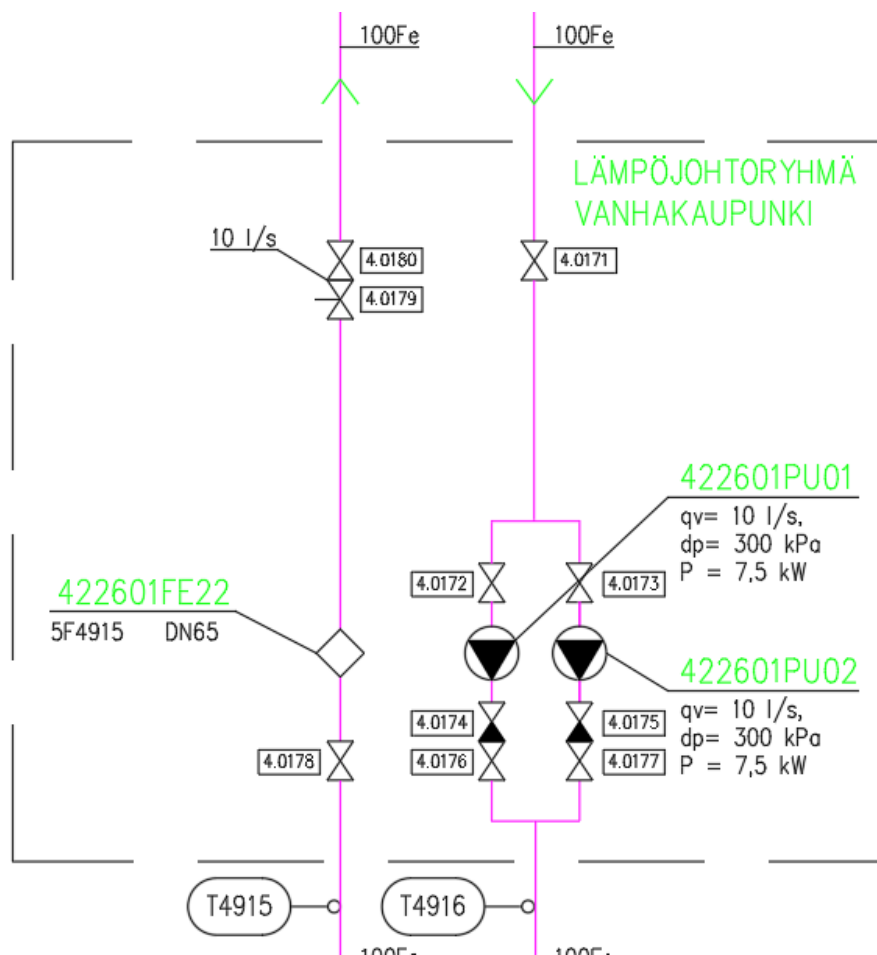 100Fe
100Fe
LÄMPÖJOHTORYHMÄ
VANHAKAUPUNKI
10 l/s
4.0180
4.0171
4.0179
422601PU01
qv= 10 l/s,
dp= 300 kPa
P = 7,5 kW
4.0172
4.0173
422601FE22
5F4915 DN65
422601PU02
qv= 10 l/s,
dp= 300 kPa
P = 7,5 kW
4.0174
4.0175
4.0178
4.0176
4.0177
T4915
T4916